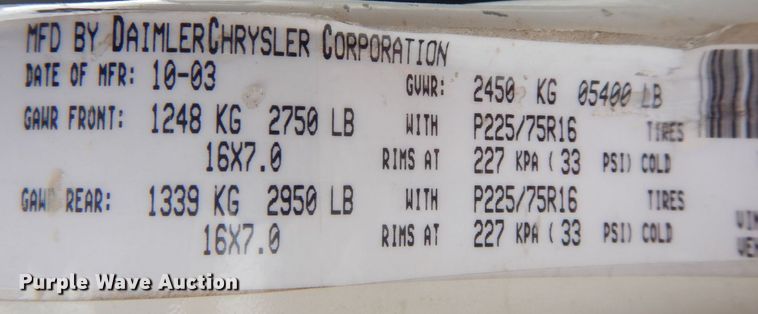 MFD BY DAIMLERCHRYSLER CORPORATION
DATE OF MFR: 10-03 GVWR: 2450 KG 05400 LB
GAWR FRONT: 1248 KG 2750 LB WITH P225/75R16 TIRES
16X7.0 RIMS AT 227 KPA ( 33 PSI) COLD
GAWR REAR: 1339 KG 2950 LB WITH P225/75R16 TIRES
16X7.0 RIMS AT 227 KPA ( 33 PSI) COLD
Purple Wave Auction